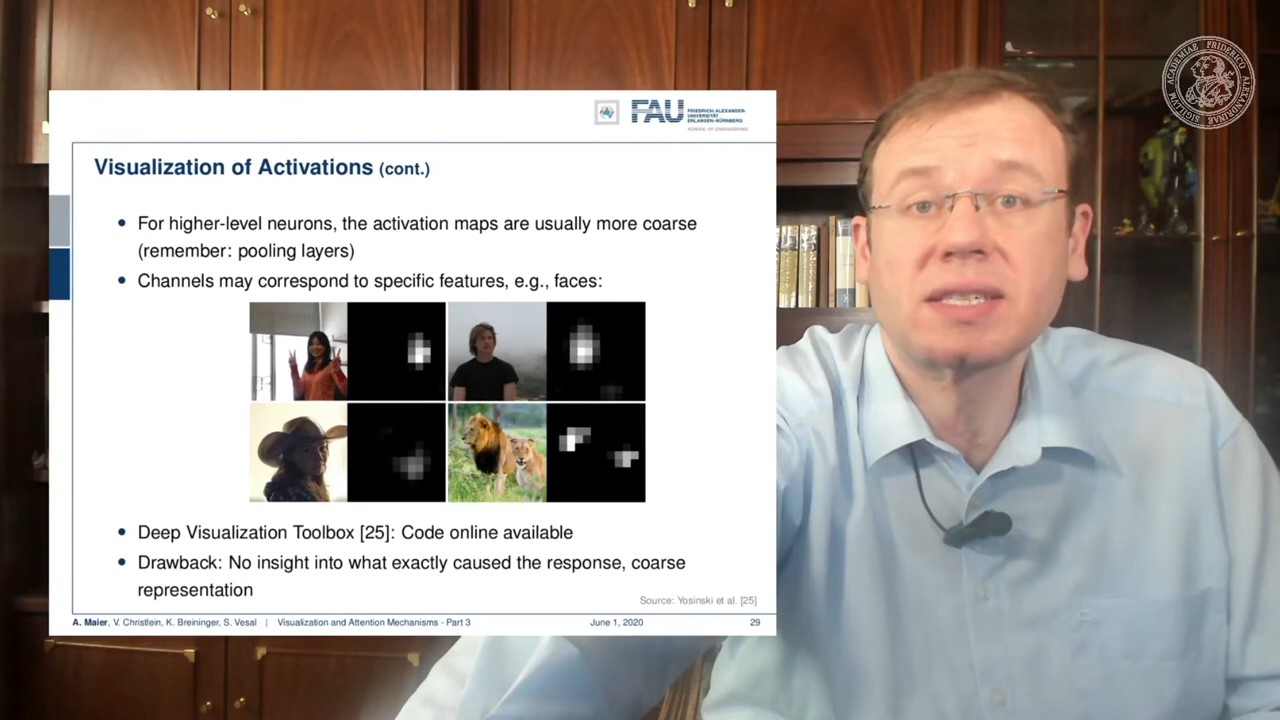 FAU
FRIEDRICH-ALEXANDER-
UNIVERSITÄT
ERLANGEN-NÜRNBERG
SCHOOL OF ENGINEERING
Visualization of Activations (cont.)
• For higher-level neurons, the activation maps are usually more coarse
(remember: pooling layers)
• Channels may correspond to specific features, e.g., faces:
• Deep Visualization Toolbox [25]: Code online available
• Drawback: No insight into what exactly caused the response, coarse
representation
Source: Yosinski et al. [25]
A. Maier, V. Christlein, K. Breininger, S. Vesal | Visualization and Attention Mechanisms - Part 3 June 1, 2020 29